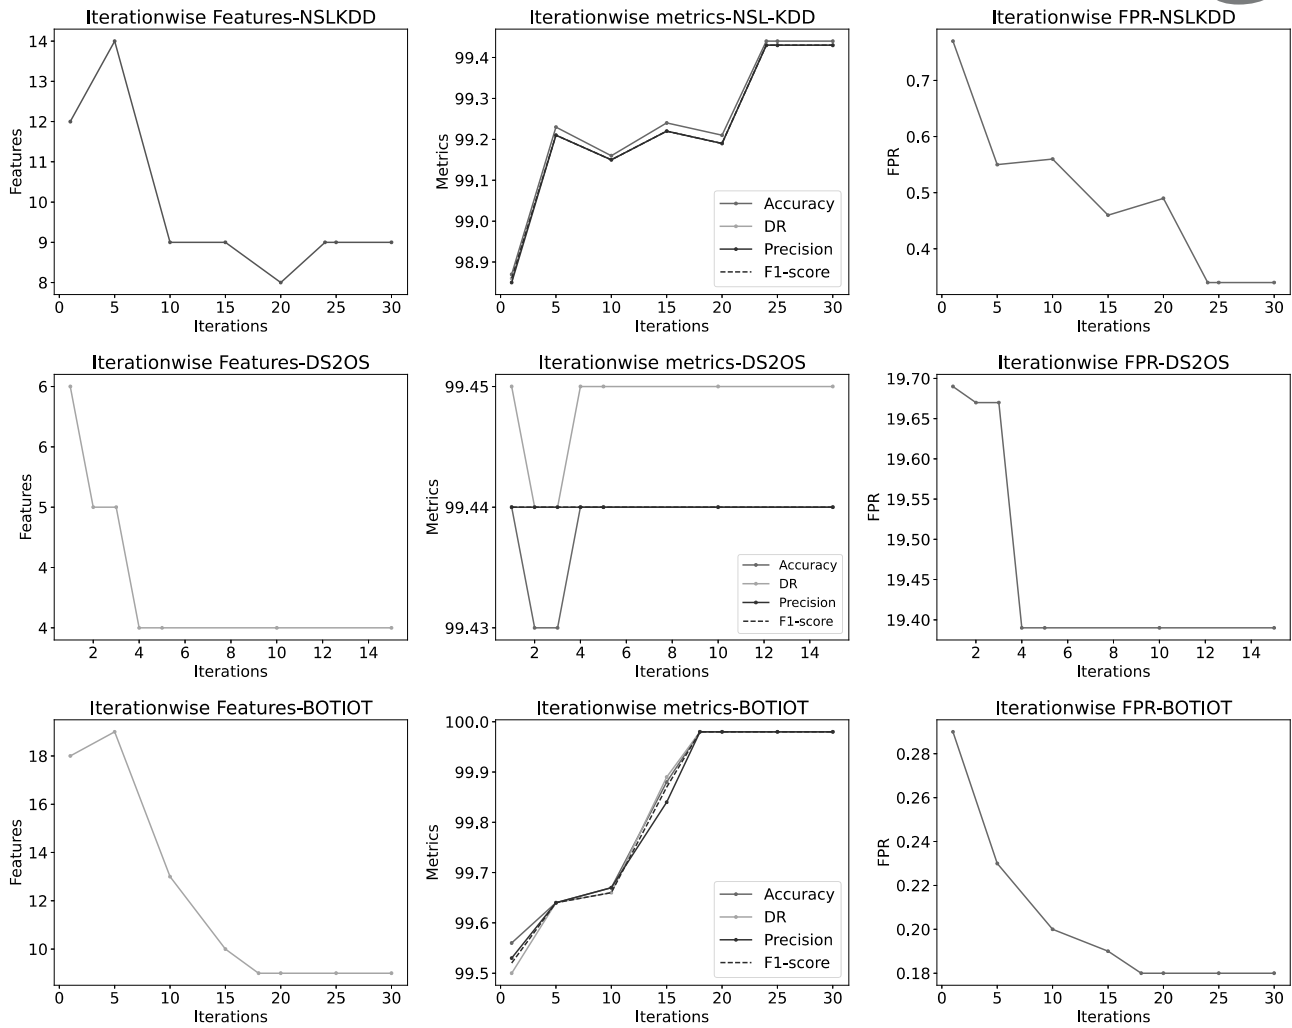 Iterationwise Features-NSLKDD
14
13
12
11
10
9
8
Features
0 5 10 15 20 25 30
Iterations
Iterationwise metrics-NSL-KDD
99.4
99.3
99.2
99.1
99.0
98.9
Metrics
Accuracy
DR
Precision
F1-score
0 5 10 15 20 25 30
Iterations
Iterationwise FPR-NSLKDD
0.7
0.6
0.5
0.4
FPR
0 5 10 15 20 25 30
Iterations
Iterationwise Features-DS2OS
6
6
5
4
4
Features
2 4 6 8 10 12 14
Iterations
Iterationwise metrics-DS2OS
99.45
99.44
99.43
Metrics
Accuracy
DR
Precision
F1-score
2 4 6 8 10 12 14
Iterations
Iterationwise FPR-DS2OS
19.70
19.65
19.60
19.55
19.50
19.45
19.40
FPR
2 4 6 8 10 12 14
Iterations
Iterationwise Features-BOTIOT
18
16
14
12
10
Features
0 5 10 15 20 25 30
Iterations
Iterationwise metrics-BOTIOT
100.0
99.9
99.8
99.7
99.6
99.5
Metrics
Accuracy
DR
Precision
F1-score
0 5 10 15 20 25 30
Iterations
Iterationwise FPR-BOTIOT
0.28
0.26
0.24
0.22
0.20
0.18
FPR
0 5 10 15 20 25 30
Iterations